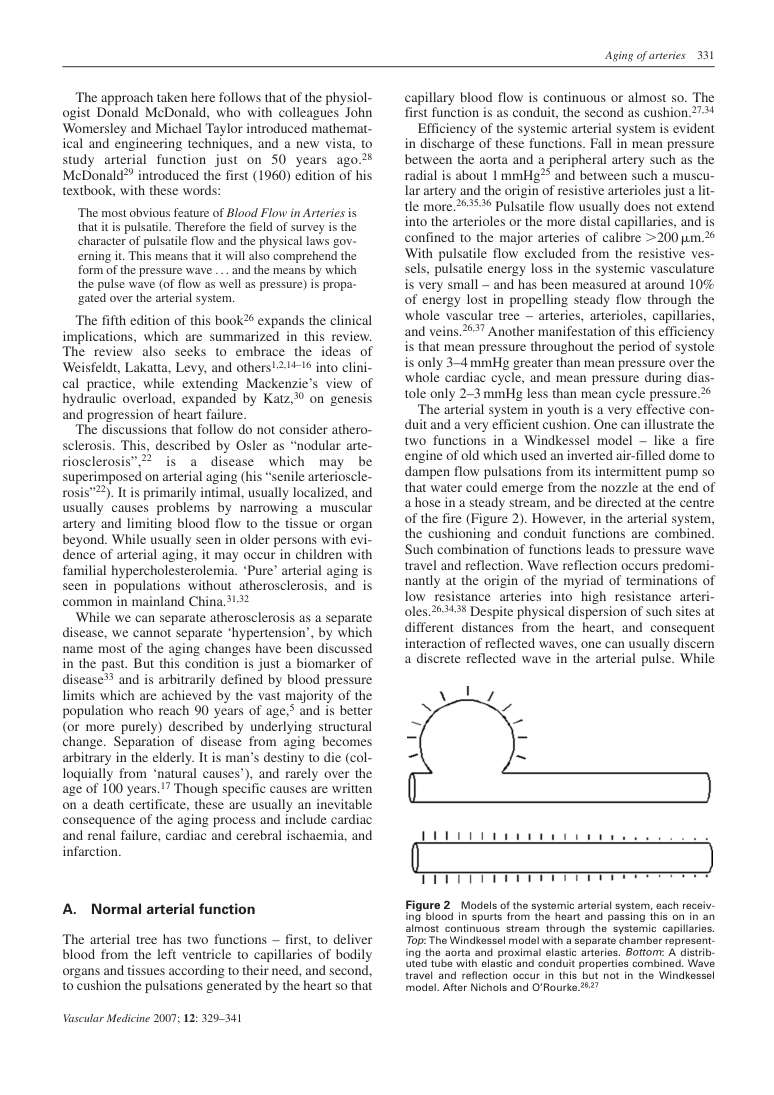 Aging of arteries 331
The approach taken here follows that of the physiol-
ogist Donald McDonald, who with colleagues John
Womersley and Michael Taylor introduced mathemat-
ical and engineering techniques, and a new vista, to
study arterial function just on 50 years ago.28
McDonald29 introduced the first (1960) edition of his
textbook, with these words:
The most obvious feature of Blood Flow in Arteries is
that it is pulsatile. Therefore the field of survey is the
character of pulsatile flow and the physical laws gov-
erning it. This means that it will also comprehend the
form of the pressure wave ... and the means by which
the pulse wave (of flow as well as pressure) is propa-
gated over the arterial system.
The fifth edition of this book26 expands the clinical
implications, which are summarized in this review.
The review also seeks to embrace the ideas of
Weisfeldt, Lakatta, Levy, and others1,2,14–16 into clini-
cal practice, while extending Mackenzie's view of
hydraulic overload, expanded by Katz,30 on genesis
and progression of heart failure.
The discussions that follow do not consider athero-
sclerosis. This, described by Osler as "nodular arte-
riosclerosis",22 is a disease which may be
superimposed on arterial aging (his "senile arterioscle-
rosis"22). It is primarily intimal, usually localized, and
usually causes problems by narrowing a muscular
artery and limiting blood flow to the tissue or organ
beyond. While usually seen in older persons with evi-
dence of arterial aging, it may occur in children with
familial hypercholesterolemia. 'Pure' arterial aging is
seen in populations without atherosclerosis, and is
common in mainland China.31,32
While we can separate atherosclerosis as a separate
disease, we cannot separate 'hypertension', by which
name most of the aging changes have been discussed
in the past. But this condition is just a biomarker of
disease33 and is arbitrarily defined by blood pressure
limits which are achieved by the vast majority of the
population who reach 90 years of age,5 and is better
(or more purely) described by underlying structural
change. Separation of disease from aging becomes
arbitrary in the elderly. It is man's destiny to die (col-
loquially from 'natural causes'), and rarely over the
age of 100 years.17 Though specific causes are written
on a death certificate, these are usually an inevitable
consequence of the aging process and include cardiac
and renal failure, cardiac and cerebral ischaemia, and
infarction.
A. Normal arterial function
The arterial tree has two functions – first, to deliver
blood from the left ventricle to capillaries of bodily
organs and tissues according to their need, and second,
to cushion the pulsations generated by the heart so that
capillary blood flow is continuous or almost so. The
first function is as conduit, the second as cushion.27,34
Efficiency of the systemic arterial system is evident
in discharge of these functions. Fall in mean pressure
between the aorta and a peripheral artery such as the
radial is about 1 mmHg25 and between such a muscu-
lar artery and the origin of resistive arterioles just a lit-
tle more.26,35,36 Pulsatile flow usually does not extend
into the arterioles or the more distal capillaries, and is
confined to the major arteries of calibre >200 μm.26
With pulsatile flow excluded from the resistive ves-
sels, pulsatile energy loss in the systemic vasculature
is very small – and has been measured at around 10%
of energy lost in propelling steady flow through the
whole vascular tree – arteries, arterioles, capillaries,
and veins.26,37 Another manifestation of this efficiency
is that mean pressure throughout the period of systole
is only 3–4 mmHg greater than mean pressure over the
whole cardiac cycle, and mean pressure during dias-
tole only 2–3 mmHg less than mean cycle pressure.26
The arterial system in youth is a very effective con-
duit and a very efficient cushion. One can illustrate the
two functions in a Windkessel model – like a fire
engine of old which used an inverted air-filled dome to
dampen flow pulsations from its intermittent pump so
that water could emerge from the nozzle at the end of
a hose in a steady stream, and be directed at the centre
of the fire (Figure 2). However, in the arterial system,
the cushioning and conduit functions are combined.
Such combination of functions leads to pressure wave
travel and reflection. Wave reflection occurs predomi-
nantly at the origin of the myriad of terminations of
low resistance arteries into high resistance arteri-
oles.26,34,38 Despite physical dispersion of such sites at
different distances from the heart, and consequent
interaction of reflected waves, one can usually discern
a discrete reflected wave in the arterial pulse. While
Figure 2 Models of the systemic arterial system, each receiv-
ing blood in spurts from the heart and passing this on in an
almost continuous stream through the systemic capillaries.
Top: The Windkessel model with a separate chamber represent-
ing the aorta and proximal elastic arteries. Bottom: A distrib-
uted tube with elastic and conduit properties combined. Wave
travel and reflection occur in this but not in the Windkessel
model. After Nichols and O'Rourke.26,27
Vascular Medicine 2007; 12: 329–341